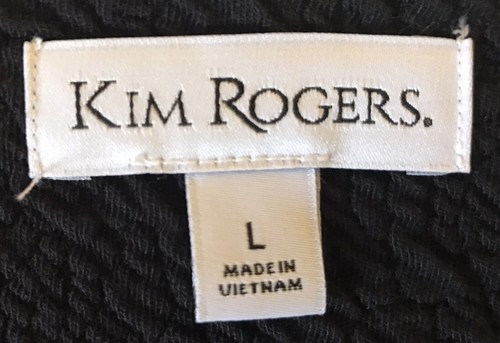 KIM ROGERS.
L
MADE IN
VIETNAM